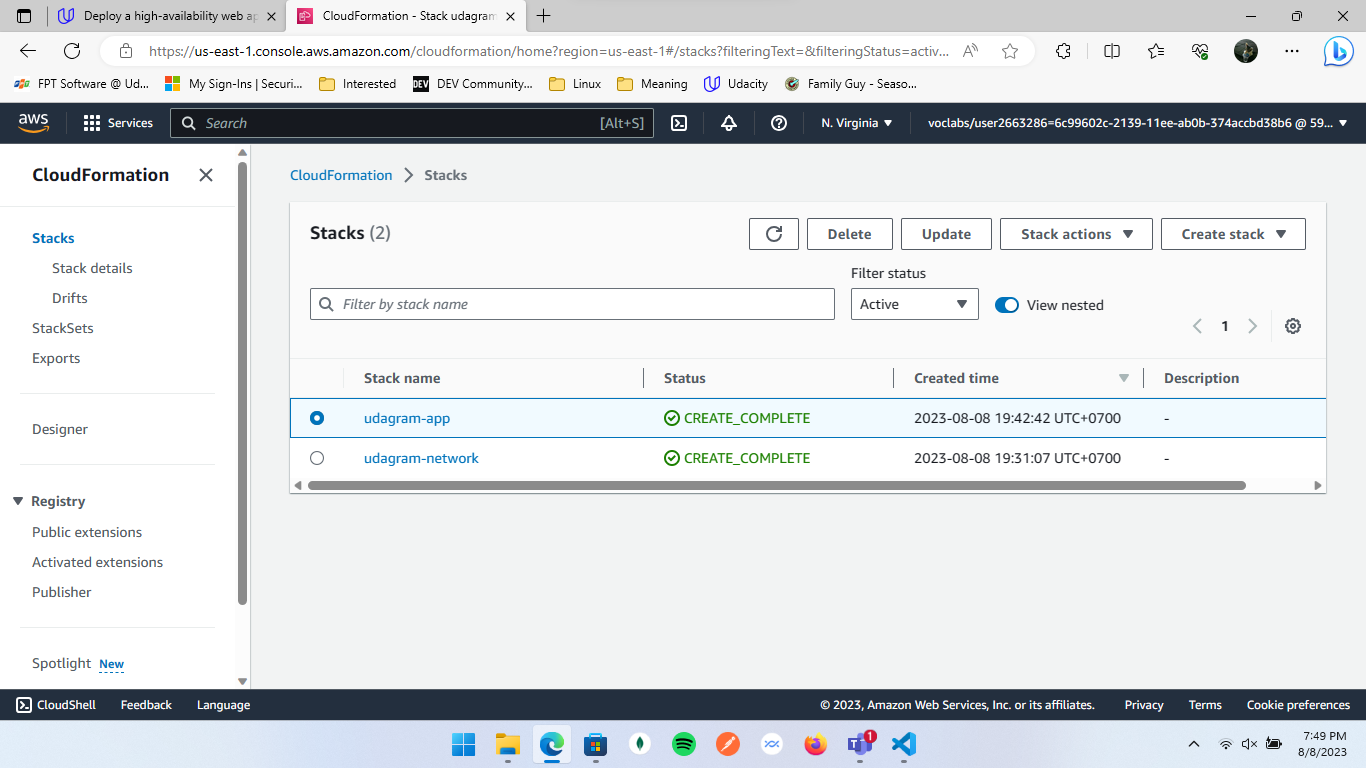 Deploy a high-availability web ap
CloudFormation - Stack udagram
https://us-east-1.console.aws.amazon.com/cloudformation/home?region=us-east-1#/stacks?filteringText=&filteringStatus=activ...
FPT Software @ Ud...
My Sign-Ins | Securi...
Interested
DEV Community...
Linux
Meaning
Udacity
Family Guy - Seaso...
aws
Services
Search
[Alt+S]
N. Virginia
voclabs/user2663286=6c99602c-2139-11ee-ab0b-374accbd38b6 @ 59...
CloudFormation
Stacks
Stack details
Drifts
StackSets
Exports
Designer
Registry
Public extensions
Activated extensions
Publisher
Spotlight New
CloudFormation > Stacks
Stacks (2)
Delete
Update
Stack actions
Create stack
Filter status
Filter by stack name
Active
View nested
1
Stack name Status Created time Description
udagram-app CREATE_COMPLETE 2023-08-08 19:42:42 UTC+0700 -
udagram-network CREATE_COMPLETE 2023-08-08 19:31:07 UTC+0700 -
CloudShell
Feedback
Language
© 2023, Amazon Web Services, Inc. or its affiliates.
Privacy
Terms
Cookie preferences
1
7:49 PM
8/8/2023